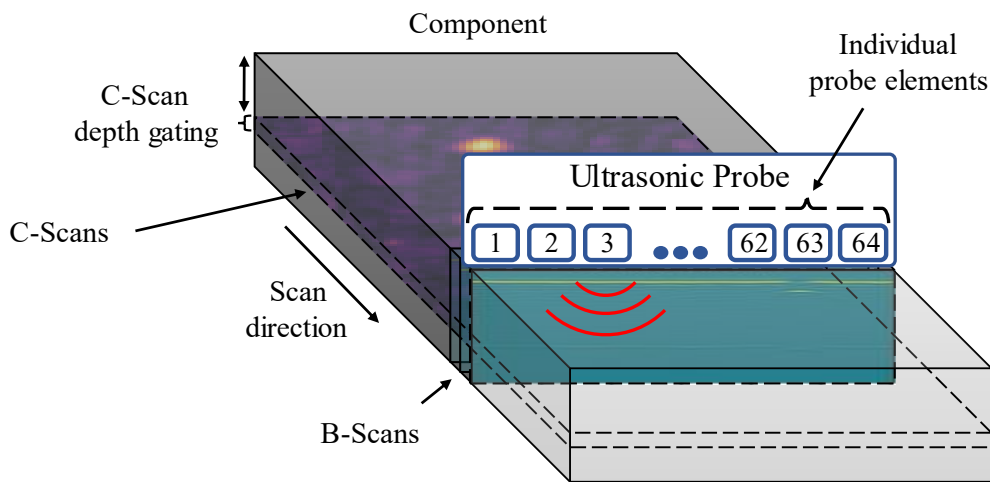 Component
Individual
probe elements
C-Scan
depth gating
Ultrasonic Probe
1 2 3 62 63 64
C-Scans
Scan
direction
B-Scans